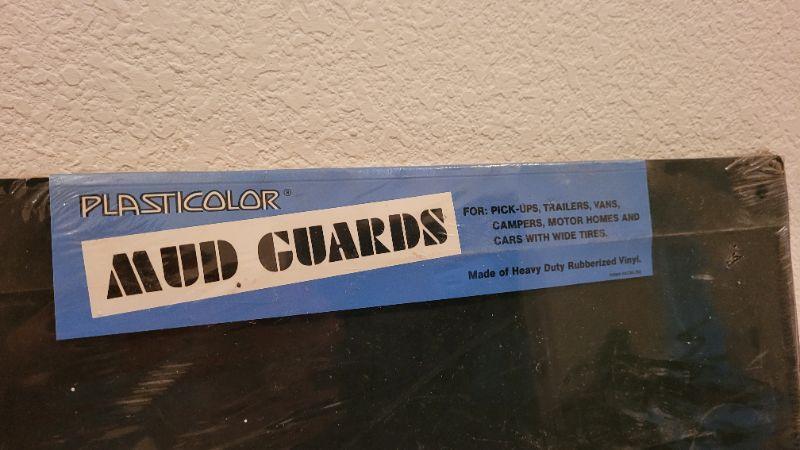 PLASTICOLOR®
MUD GUARDS
FOR: PICK-UPS, TRAILERS, VANS,
CAMPERS, MOTOR HOMES AND
CARS WITH WIDE TIRES.
Made of Heavy Duty Rubberized Vinyl.